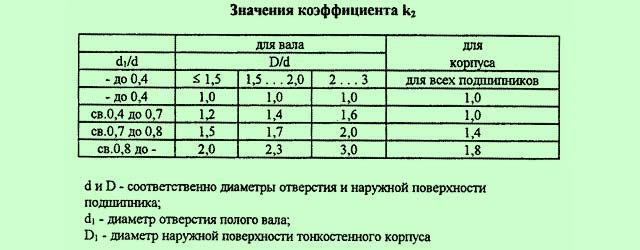 Значения коэффициента k₂
для вала для
d₁/d D/d корпуса
- до 0,4 ≤ 1,5 1,5 . . . 2,0 2 . . . 3 для всех подшипников
- до 0,4 1,0 1,0 1,0 1,0
св.0,4 до 0,7 1,2 1,4 1,6 1,0
св.0,7 до 0,8 1,5 1,7 2,0 1,4
св.0,8 до - 2,0 2,3 3,0 1,8
d и D - соответственно диаметры отверстия и наружной поверхности
подшипника;
d₁ - диаметр отверстия полого вала;
D₁ - диаметр наружной поверхности тонкостенного корпуса